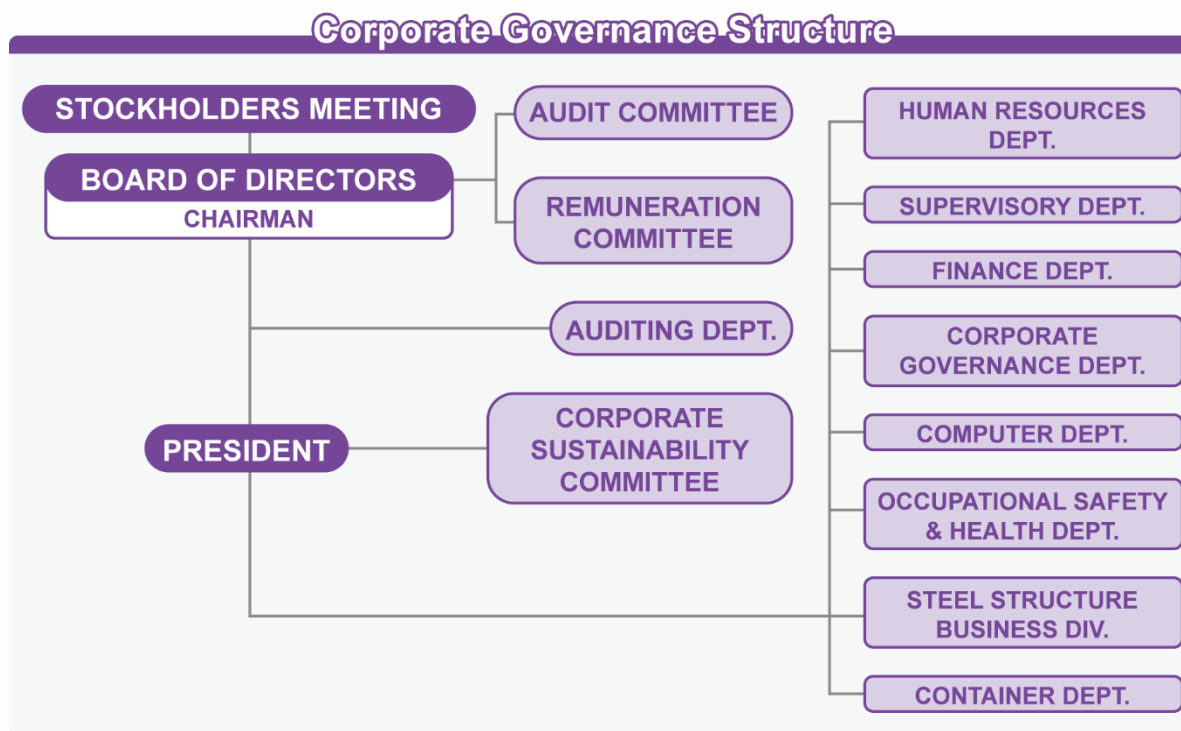 Corporate Governance Structure
STOCKHOLDERS MEETING
BOARD OF DIRECTORS
CHAIRMAN
AUDIT COMMITTEE
REMUNERATION
COMMITTEE
AUDITING DEPT.
PRESIDENT
CORPORATE
SUSTAINABILITY
COMMITTEE
HUMAN RESOURCES
DEPT.
SUPERVISORY DEPT.
FINANCE DEPT.
CORPORATE
GOVERNANCE DEPT.
COMPUTER DEPT.
OCCUPATIONAL SAFETY
& HEALTH DEPT.
STEEL STRUCTURE
BUSINESS DIV.
CONTAINER DEPT.